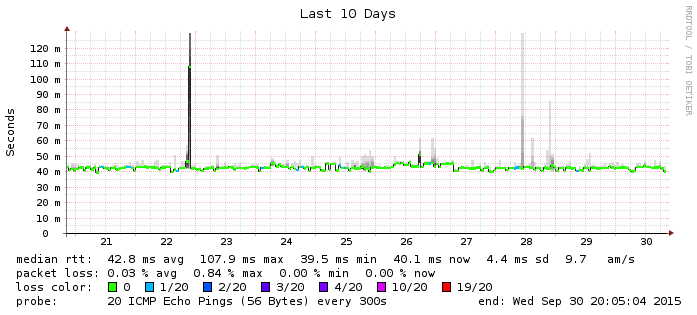 Last 10 Days
RRDTOOL / TOBI OETIKER
Seconds
120 m
110 m
100 m
90 m
80 m
70 m
60 m
50 m
40 m
30 m
20 m
10 m
0
21 22 23 24 25 26 27 28 29 30
median rtt: 42.8 ms avg 107.9 ms max 39.5 ms min 40.1 ms now 4.4 ms sd 9.7 am/s
packet loss: 0.03 % avg 0.84 % max 0.00 % min 0.00 % now
loss color: 0 1/20 2/20 3/20 4/20 10/20 19/20
probe: 20 ICMP Echo Pings (56 Bytes) every 300s end: Wed Sep 30 20:05:04 2015